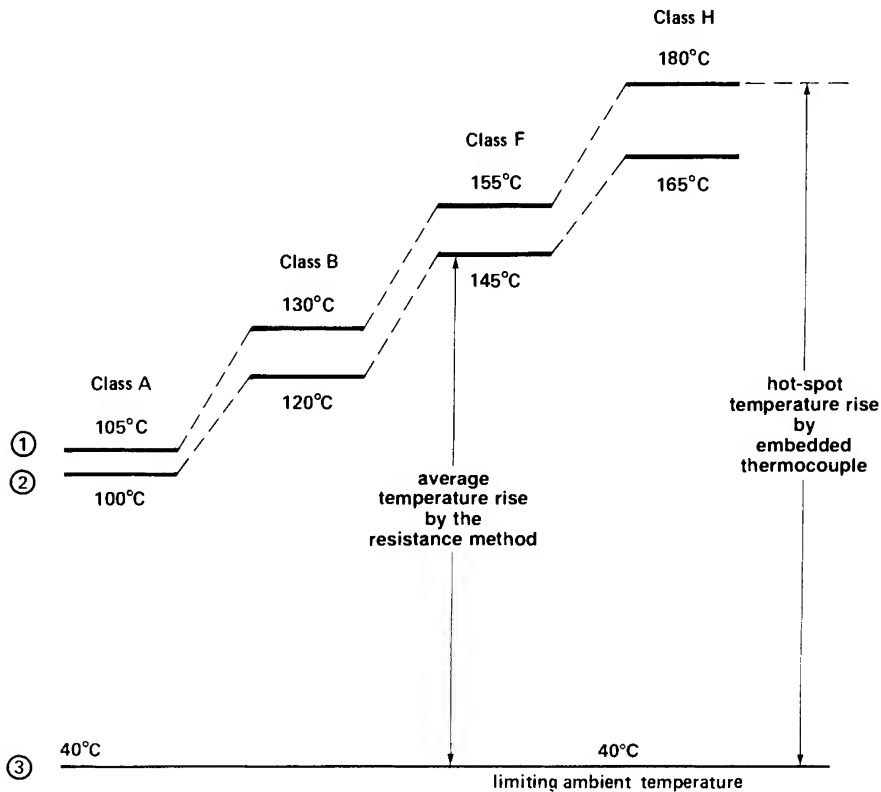 Class H
180°C
Class F
155°C
165°C
Class B
145°C
130°C
Class A
120°C
105°C
①
②
100°C
hot-spot
temperature rise
by
embedded
thermocouple
average
temperature rise
by the
resistance method
40°C
40°C
③
limiting ambient temperature